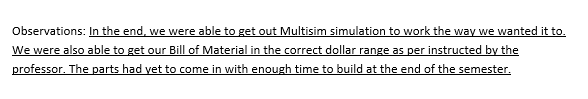 Observations: In the end, we were able to get out Multisim simulation to work the way we wanted it to.
We were also able to get our Bill of Material in the correct dollar range as per instructed by the
professor. The parts had yet to come in with enough time to build at the end of the semester.